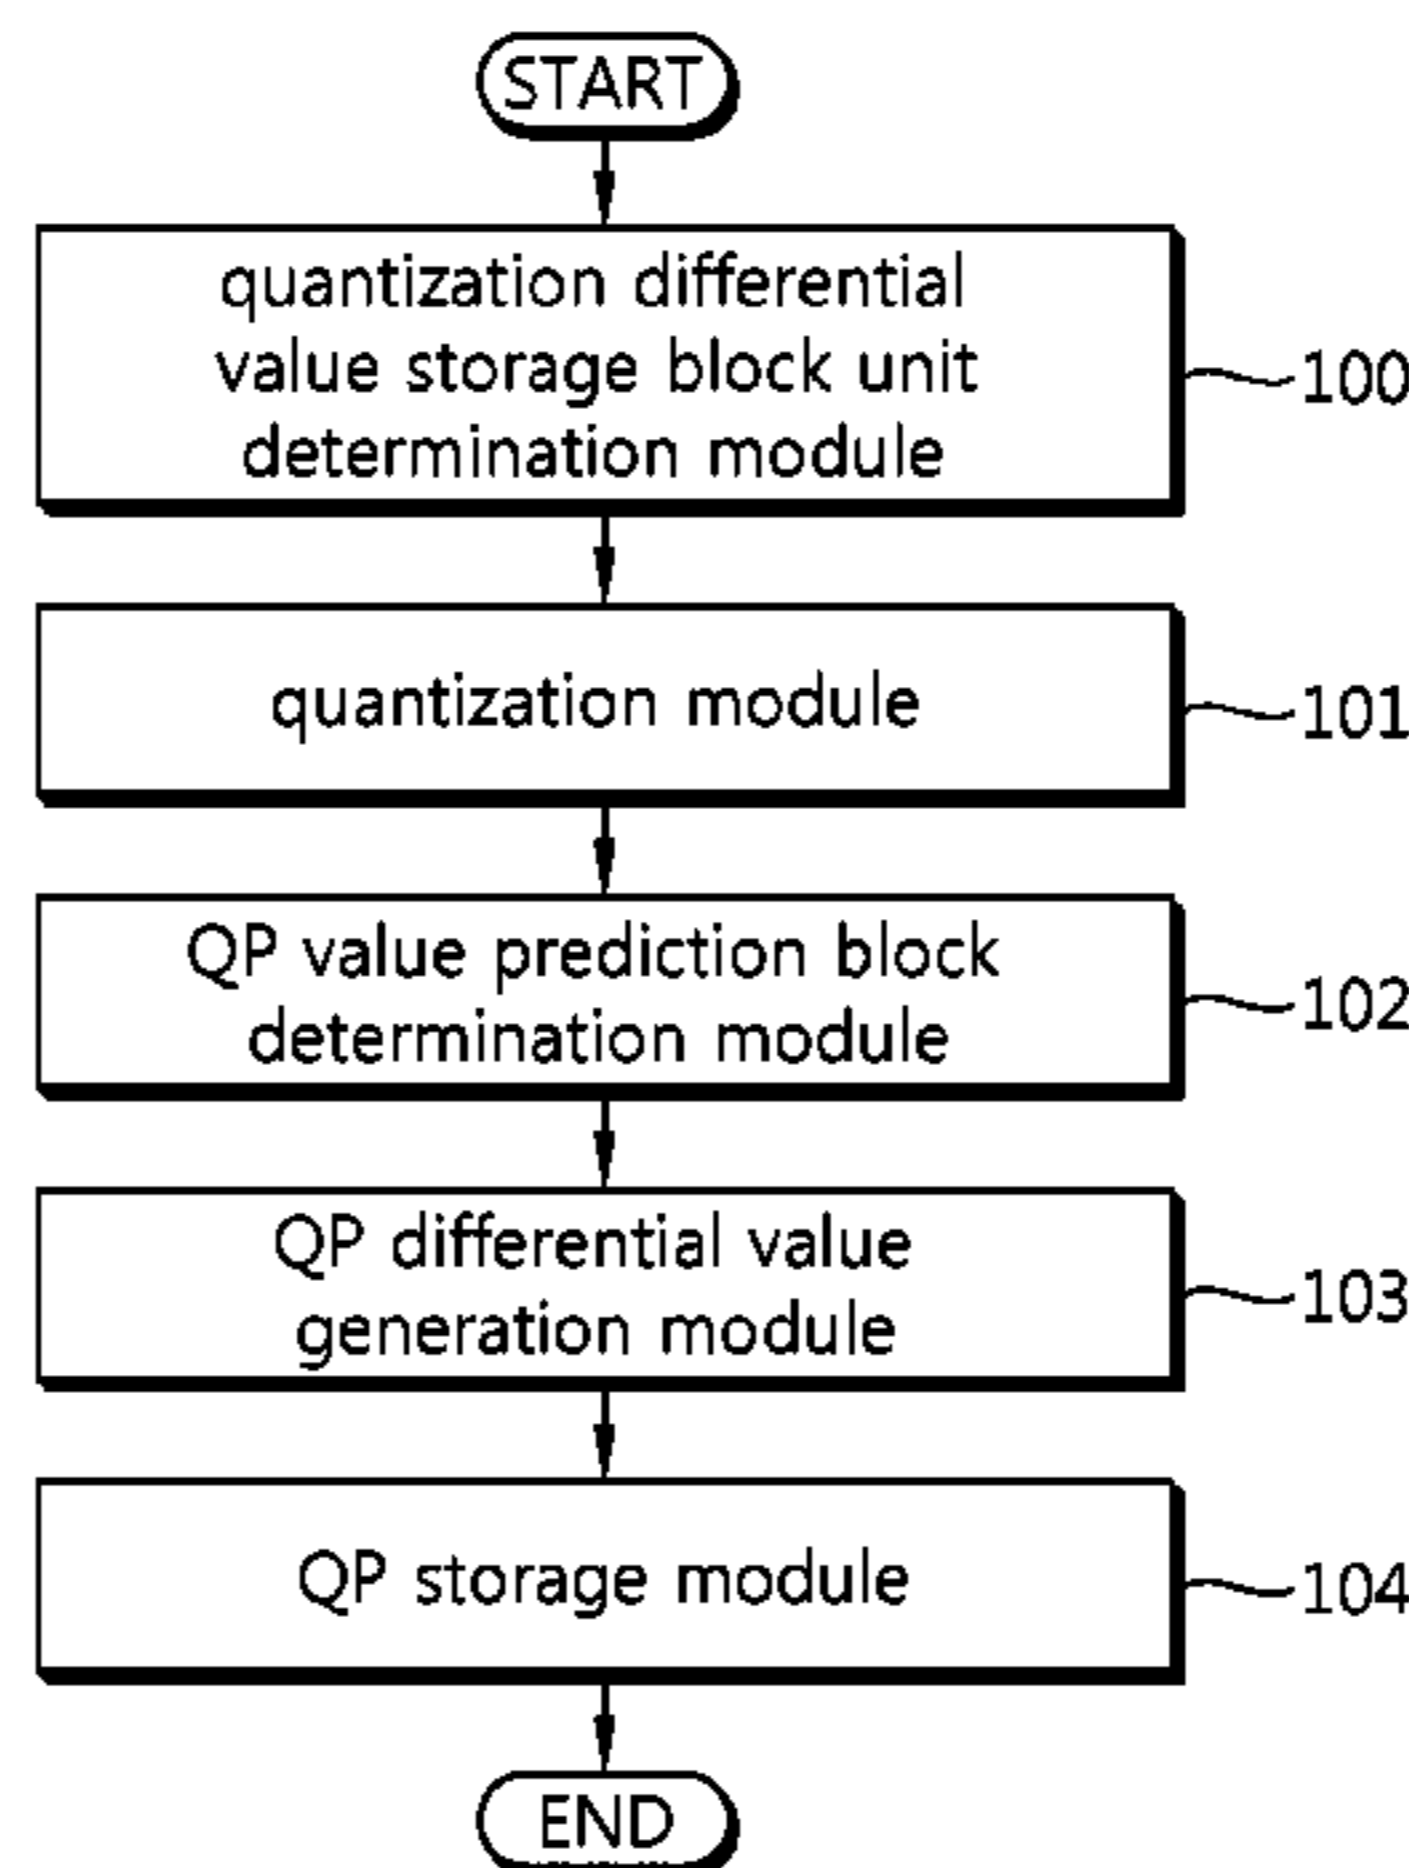 START
quantization differential
value storage block unit
determination module
100
quantization module
101
QP value prediction block
determination module
102
QP differential value
generation module
103
QP storage module
104
END